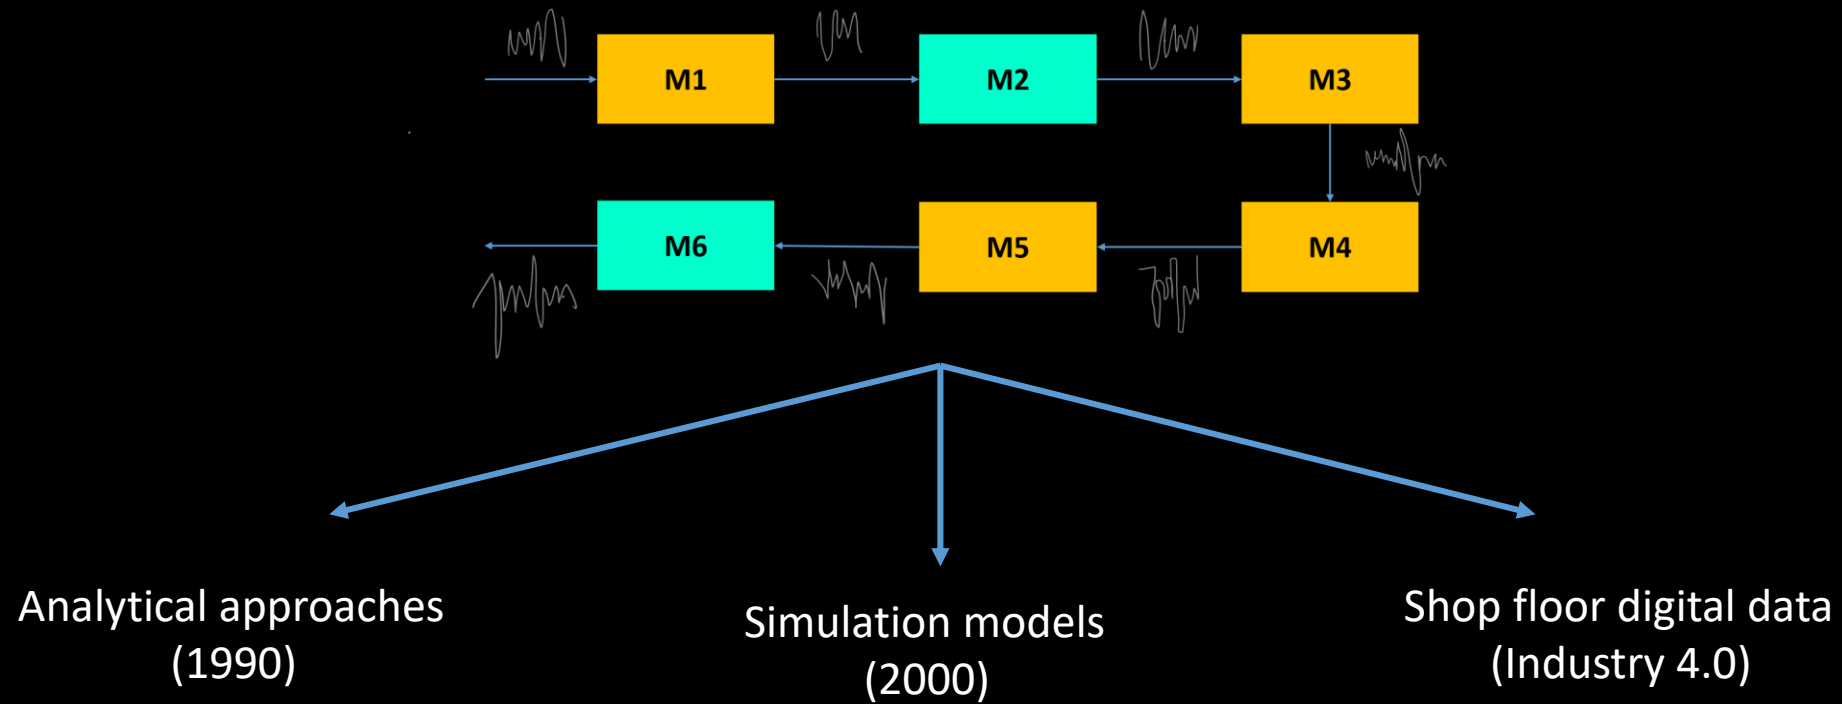 M1
M2
M3
M6
M5
M4
Analytical approaches
(1990)
Simulation models
(2000)
Shop floor digital data
(Industry 4.0)